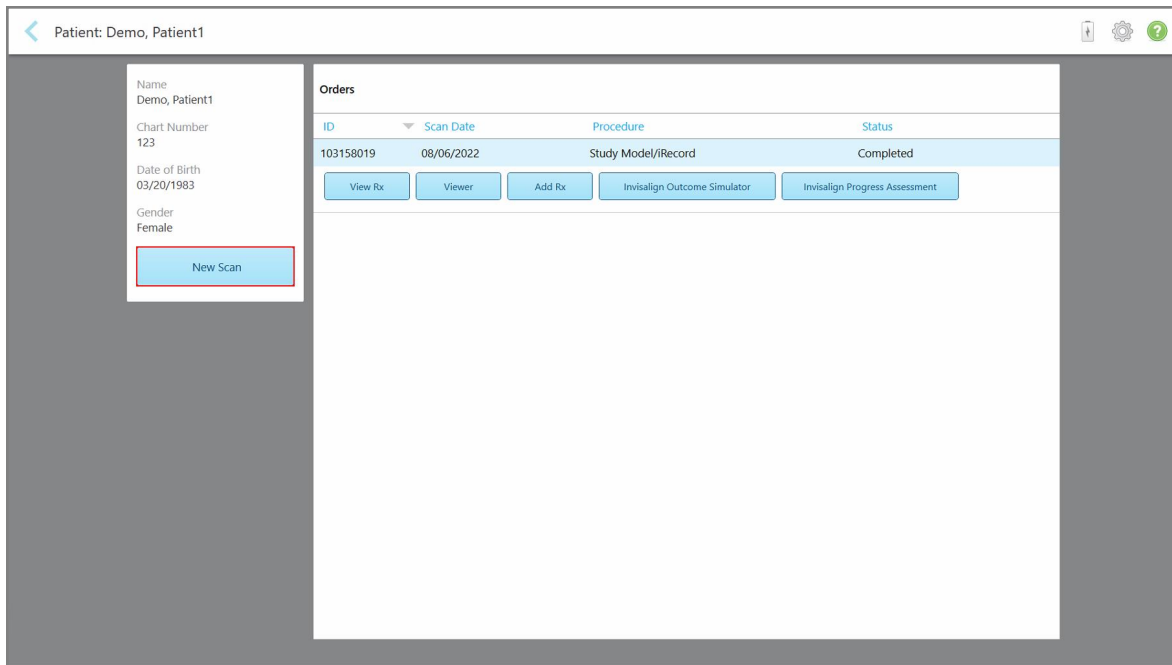 Patient: Demo, Patient1
?
Name
Demo, Patient1
Chart Number
123
Date of Birth
03/20/1983
Gender
Female
New Scan
Orders
ID Scan Date Procedure Status
103158019 08/06/2022 Study Model/iRecord Completed
View Rx Viewer Add Rx Invisalign Outcome Simulator Invisalign Progress Assessment